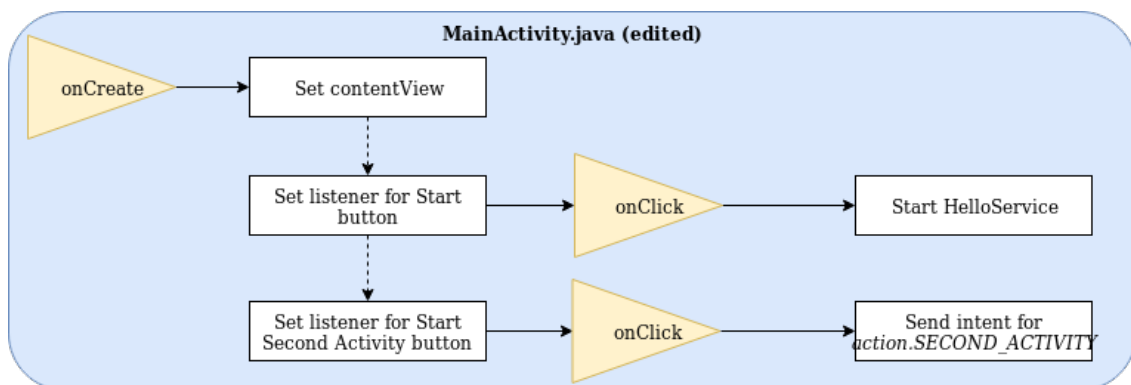 MainActivity.java (edited)
onCreate
Set contentView
Set listener for Start
button
onClick
Start HelloService
Set listener for Start
Second Activity button
onClick
Send intent for
action.SECOND_ACTIVITY